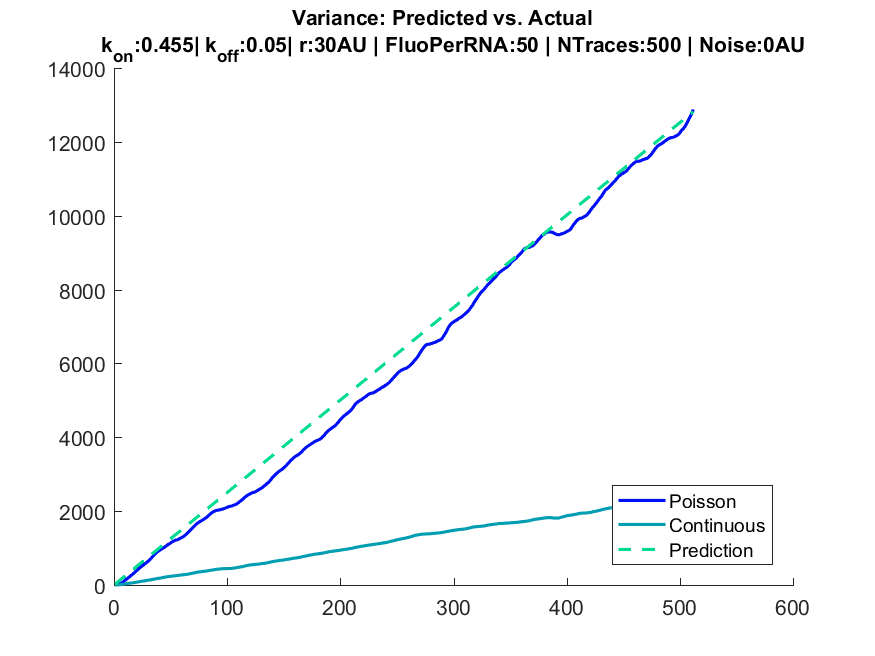 Variance: Predicted vs. Actual
kon:0.455| koff:0.05| r:30AU | FluoPerRNA:50 | NTraces:500 | Noise:0AU
14000
12000
10000
8000
6000
4000
2000
0
Poisson
Continuous
Prediction
0 100 200 300 400 500 600